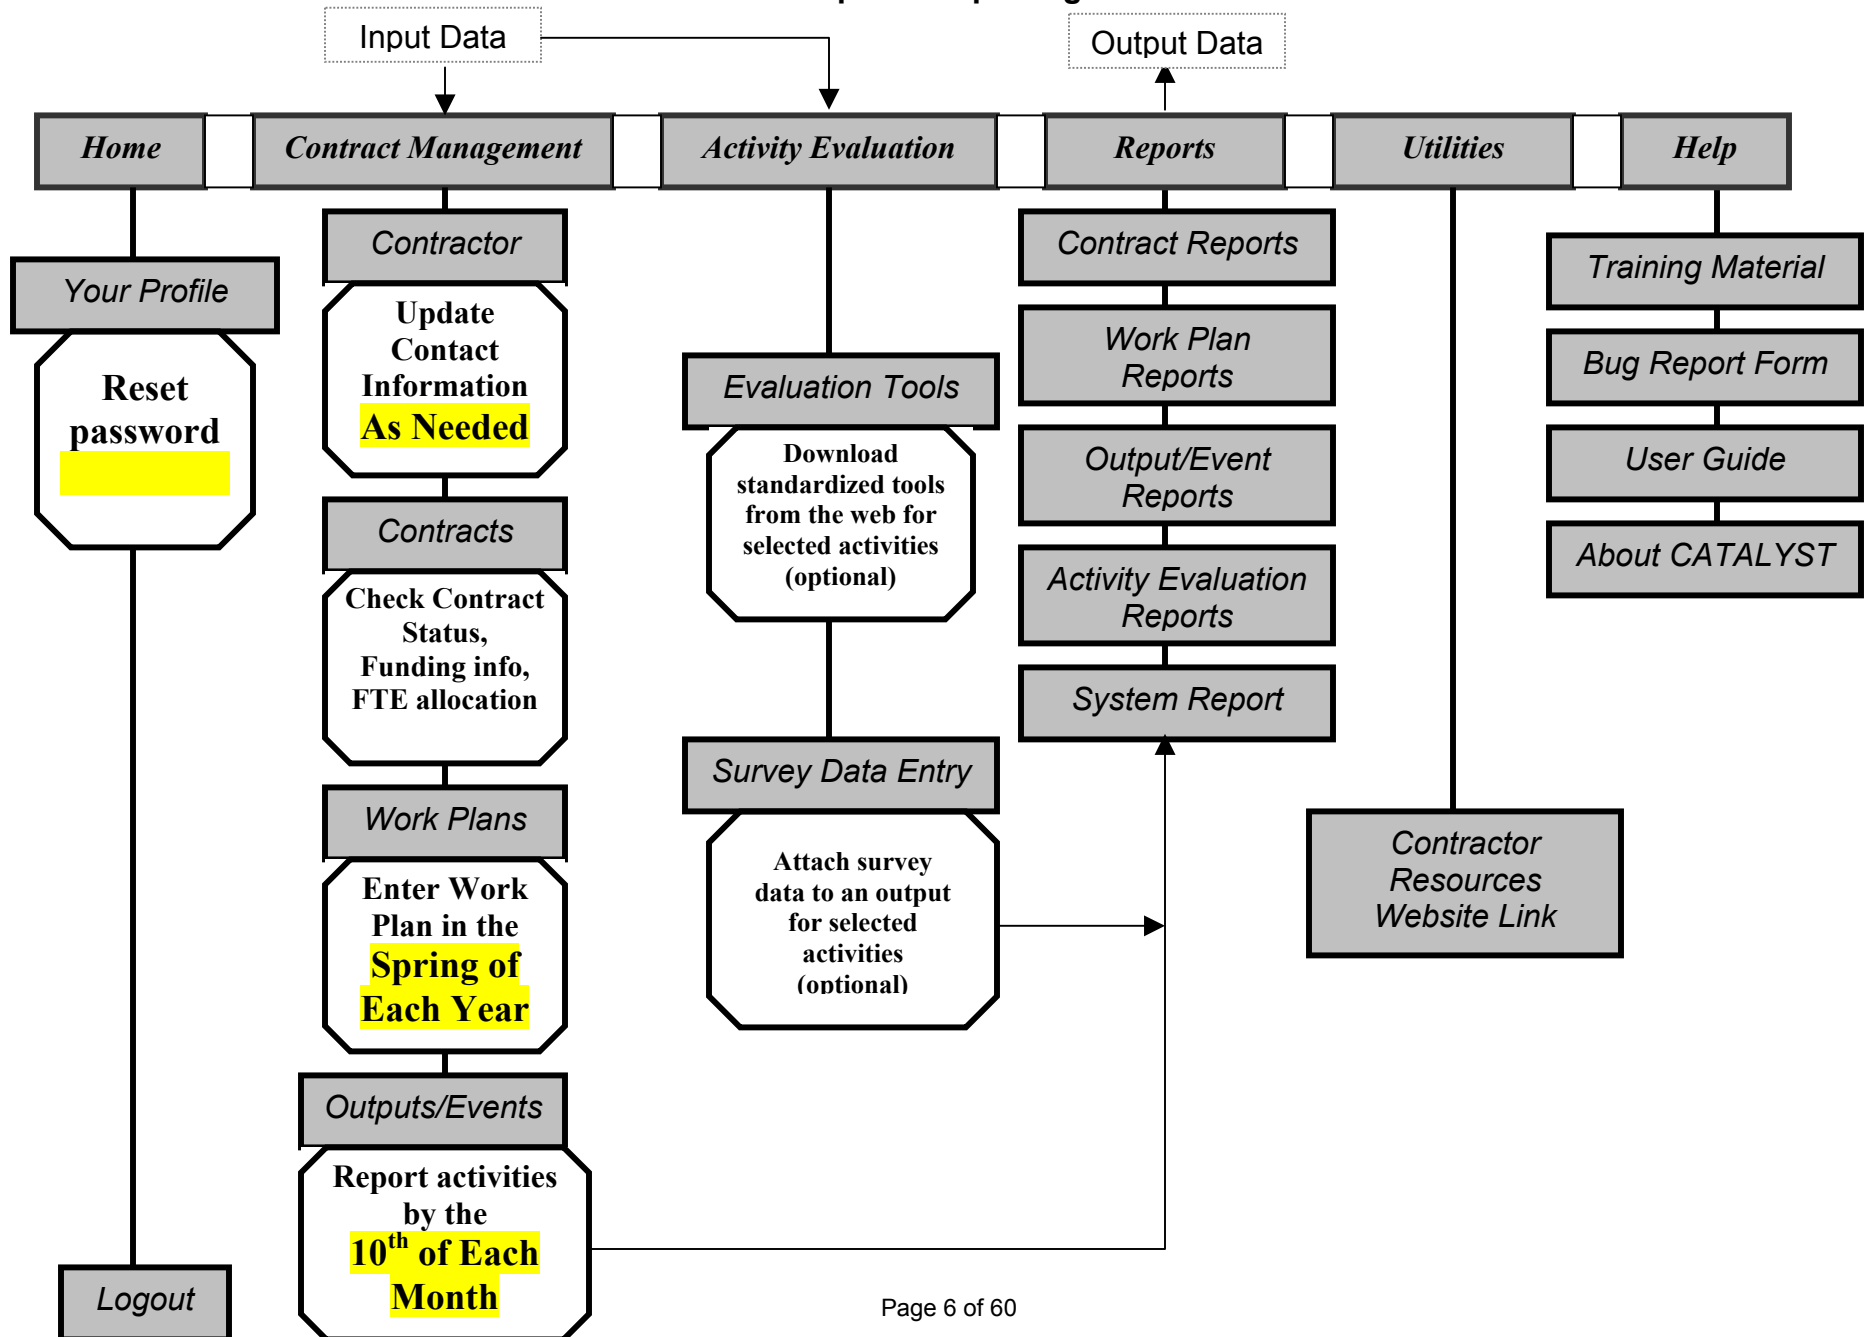 Input Data
Output Data
Home
Contract Management
Activity Evaluation
Reports
Utilities
Help
Your Profile
Reset
password
Logout
Contractor
Update
Contact
Information
As Needed
Contracts
Check Contract
Status,
Funding info,
FTE allocation
Work Plans
Enter Work
Plan in the
Spring of
Each Year
Outputs/Events
Report activities
by the
10th of Each
Month
Evaluation Tools
Download
standardized tools
from the web for
selected activities
(optional)
Survey Data Entry
Attach survey
data to an output
for selected
activities
(optional)
Contract Reports
Work Plan
Reports
Output/Event
Reports
Activity Evaluation
Reports
System Report
Contractor
Resources
Website Link
Training Material
Bug Report Form
User Guide
About CATALYST
Page 6 of 60